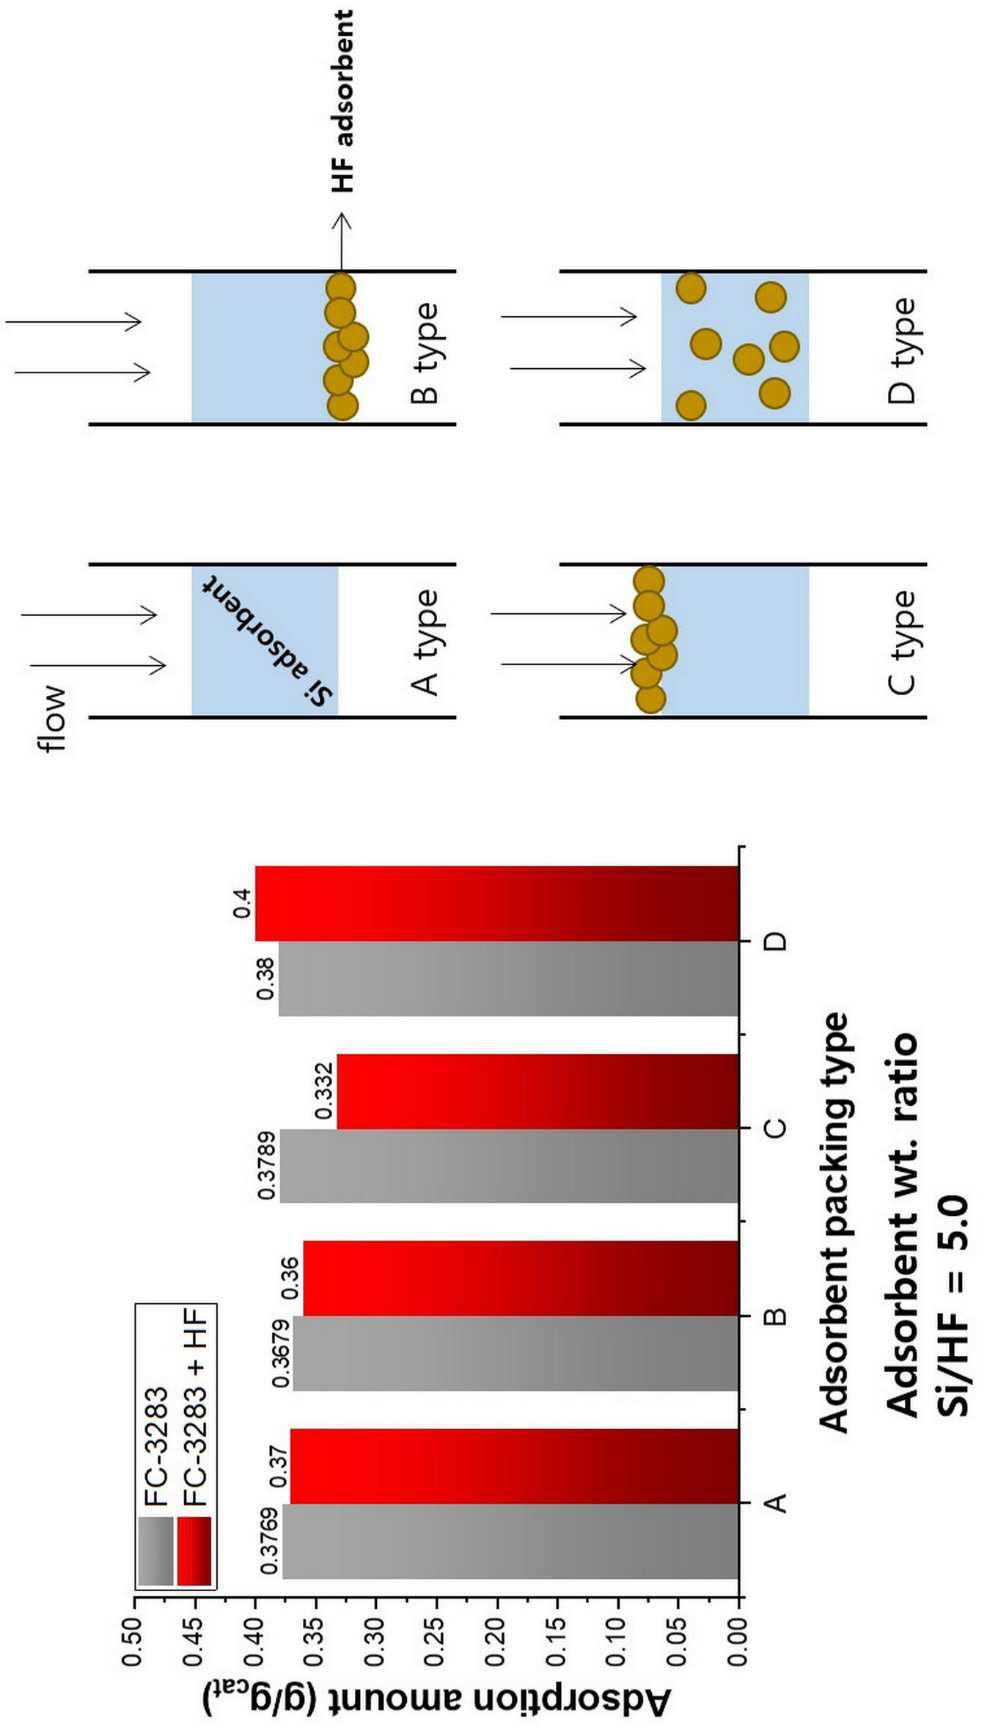 FC-3283
FC-3283 + HF
0.50
0.45
0.40
0.35
0.30
0.25
0.20
0.15
0.10
0.05
0.00
Adsorption amount (g/gcat)
0.3769
0.37
0.3679
0.36
0.3789
0.332
0.38
0.4
A
B
C
D
Adsorbent packing type
Adsorbent wt. ratio
Si/HF = 5.0
flow
Si adsorbent
A type
HF adsorbent
B type
C type
D type